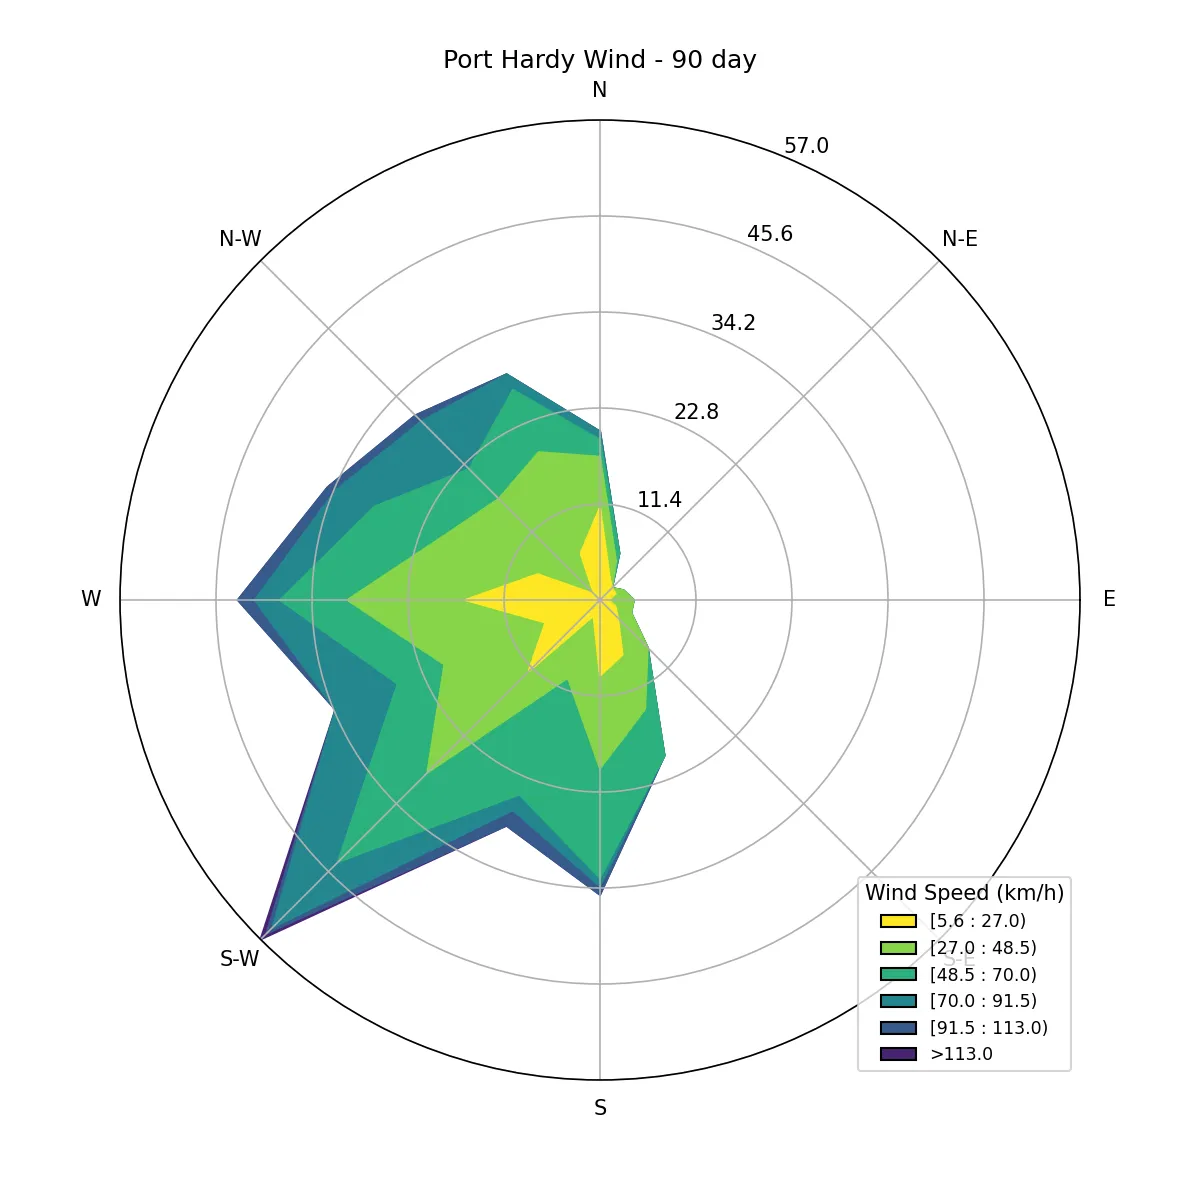 Port Hardy Wind - 90 day
N
57.0
N-W
45.6
N-E
34.2
22.8
11.4
W
E
S-W
S-E
S
Wind Speed (km/h)
[5.6 : 27.0)
[27.0 : 48.5)
[48.5 : 70.0)
[70.0 : 91.5)
[91.5 : 113.0)
>113.0